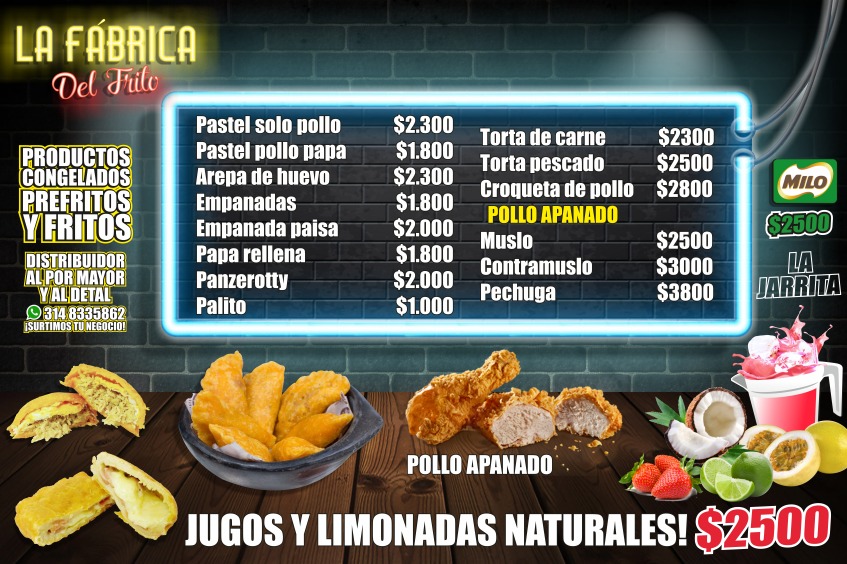 LA FÁBRICA
Del Frito
PRODUCTOS
CONGELADOS
PREFRITOS
Y FRITOS
DISTRIBUIDOR
AL POR MAYOR
Y AL DETAL
314 8335862
¡SURTIMOS TU NEGOCIO!
Pastel solo pollo $2.300
Pastel pollo papa $1.800
Arepa de huevo $2.300
Empanadas $1.800
Empanada paisa $2.000
Papa rellena $1.800
Panzerotty $2.000
Palito $1.000
Torta de carne $2300
Torta pescado $2500
Croqueta de pollo $2800
POLLO APANADO
Muslo $2500
Contramuslo $3000
Pechuga $3800
MILO
$2500
LA
JARRITA
POLLO APANADO
JUGOS Y LIMONADAS NATURALES! $2500